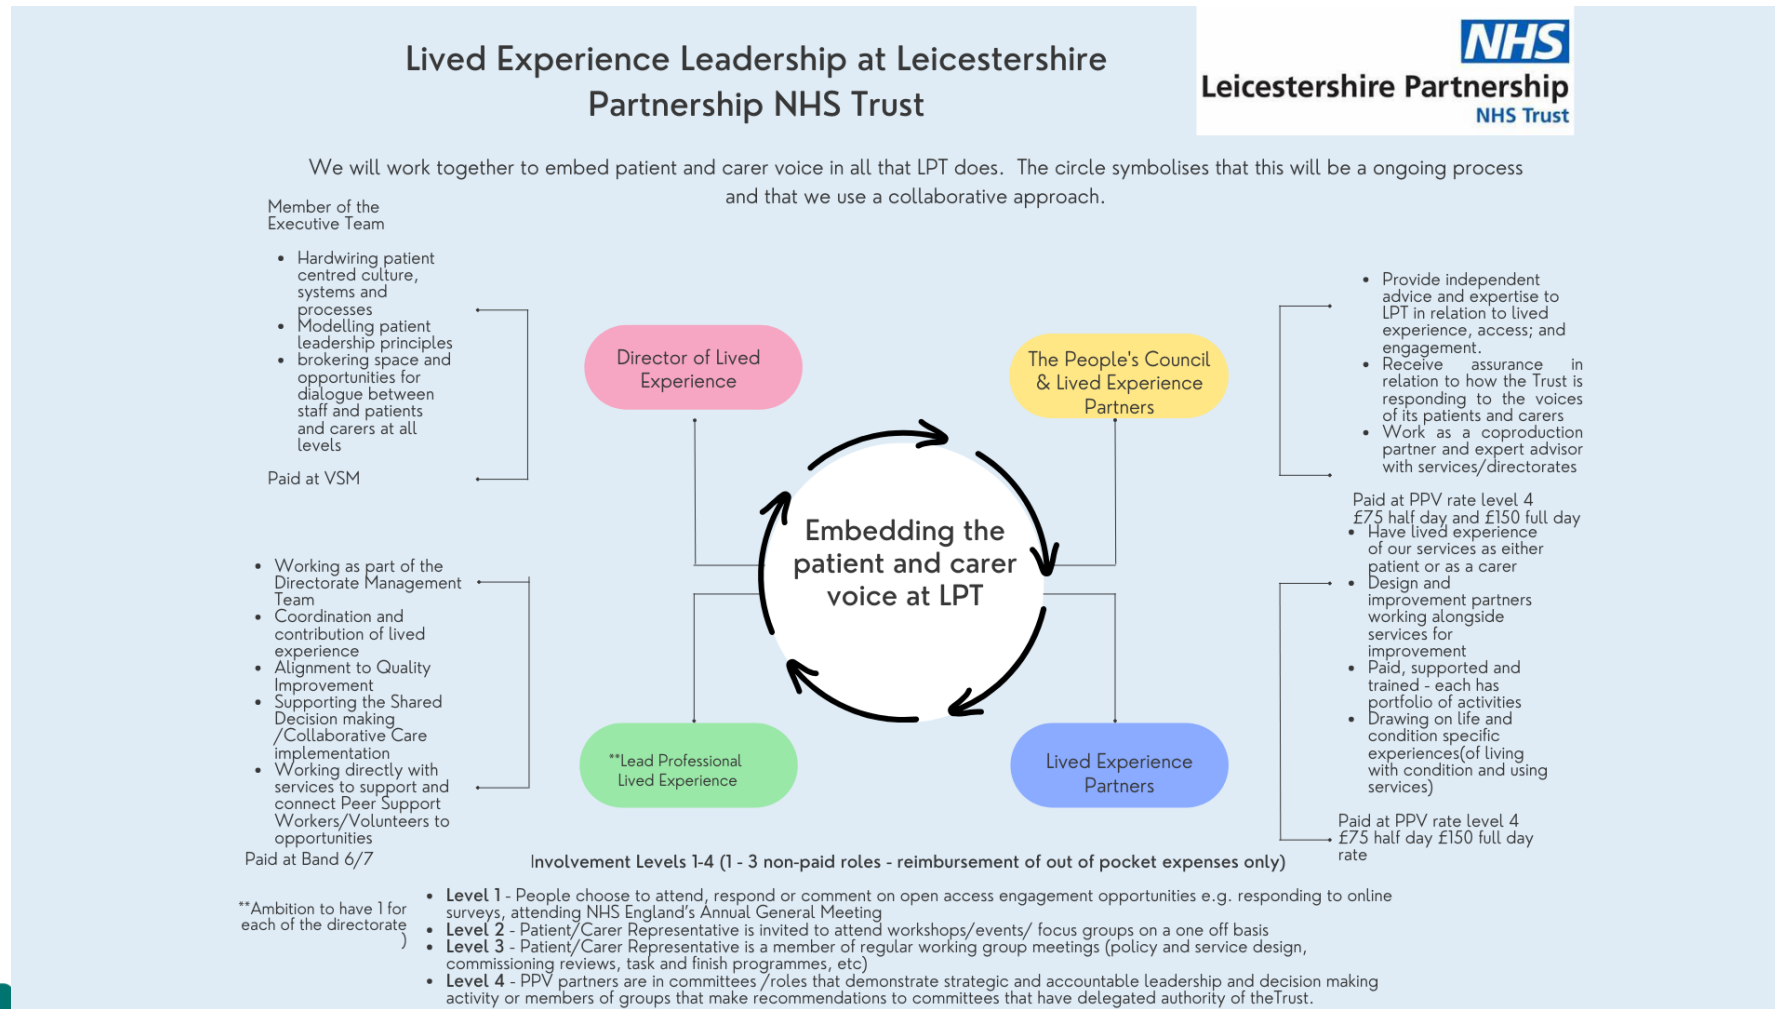 Lived Experience Leadership at Leicestershire
Partnership NHS Trust
NHS
Leicestershire Partnership
NHS Trust
We will work together to embed patient and carer voice in all that LPT does.  The circle symbolises that this will be a ongoing process
and that we use a collaborative approach.
Member of the
Executive Team
• Hardwiring patient
centred culture,
systems and
processes
• Modelling patient
leadership principles
• brokering space and
opportunities for
dialogue between
staff and patients
and carers at all
levels
Paid at VSM
Director of Lived
Experience
The People's Council
& Lived Experience
Partners
• Provide independent
advice and expertise to
LPT in relation to lived
experience, access; and
engagement.
• Receive assurance in
relation to how the Trust is
responding to the voices
of its patients and carers
• Work as a coproduction
partner and expert advisor
with services/directorates
Paid at PPV rate level 4
£75 half day and £150 full day
Embedding the
patient and carer
voice at LPT
• Working as part of the
Directorate Management
Team
• Coordination and
contribution of lived
experience
• Alignment to Quality
Improvement
• Supporting the Shared
Decision making
/Collaborative Care
implementation
• Working directly with
services to support and
connect Peer Support
Workers/Volunteers to
opportunities
Paid at Band 6/7
**Lead Professional
Lived Experience
Lived Experience
Partners
• Have lived experience
of our services as either
patient or as a carer
• Design and
improvement partners
working alongside
services for
improvement
• Paid, supported and
trained - each has
portfolio of activities
• Drawing on life and
condition specific
experiences(of living
with condition and using
services)
Paid at PPV rate level 4
£75 half day £150 full day
rate
**Ambition to have 1 for
each of the directorate
)
Involvement Levels 1-4 (1 - 3 non-paid roles - reimbursement of out of pocket expenses only)
• Level 1 - People choose to attend, respond or comment on open access engagement opportunities e.g. responding to online
surveys, attending NHS England's Annual General Meeting
• Level 2 - Patient/Carer Representative is invited to attend workshops/events/ focus groups on a one off basis
• Level 3 - Patient/Carer Representative is a member of regular working group meetings (policy and service design,
commissioning reviews, task and finish programmes, etc)
• Level 4 - PPV partners are in committees /roles that demonstrate strategic and accountable leadership and decision making
activity or members of groups that make recommendations to committees that have delegated authority of theTrust.